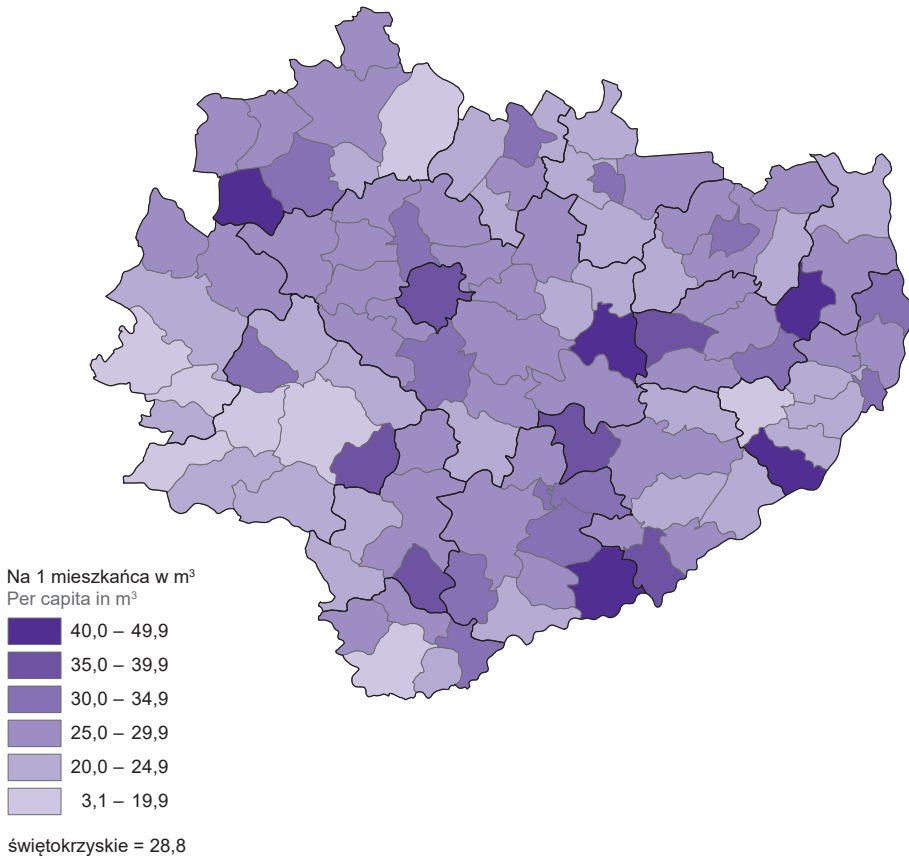 Na 1 mieszkańca w m³
Per capita in m³
40,0 – 49,9
35,0 – 39,9
30,0 – 34,9
25,0 – 29,9
20,0 – 24,9
3,1 – 19,9
świętokrzyskie = 28,8